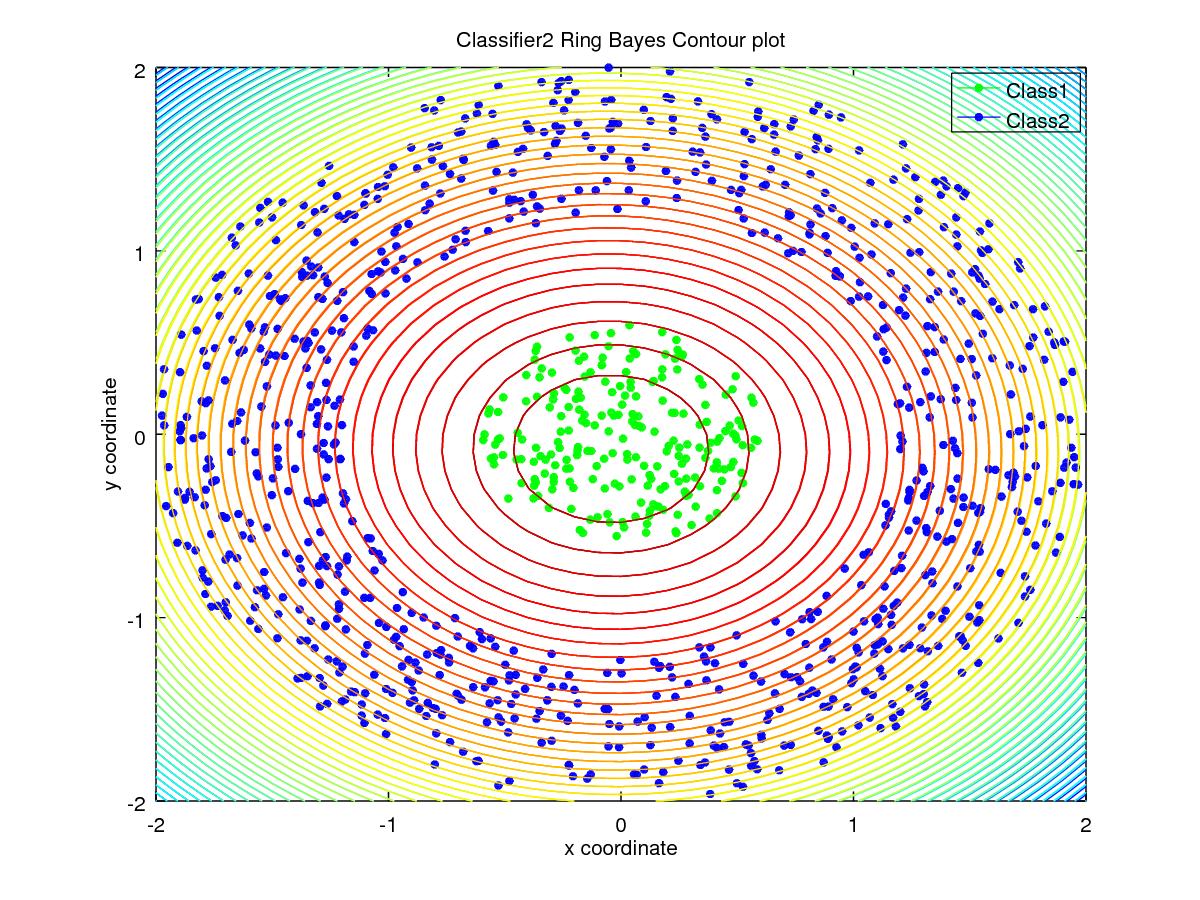 Classifier2 Ring Bayes Contour plot
Class1
Class2
2
1
0
-1
-2
y coordinate
-2
-1
0
1
2
x coordinate